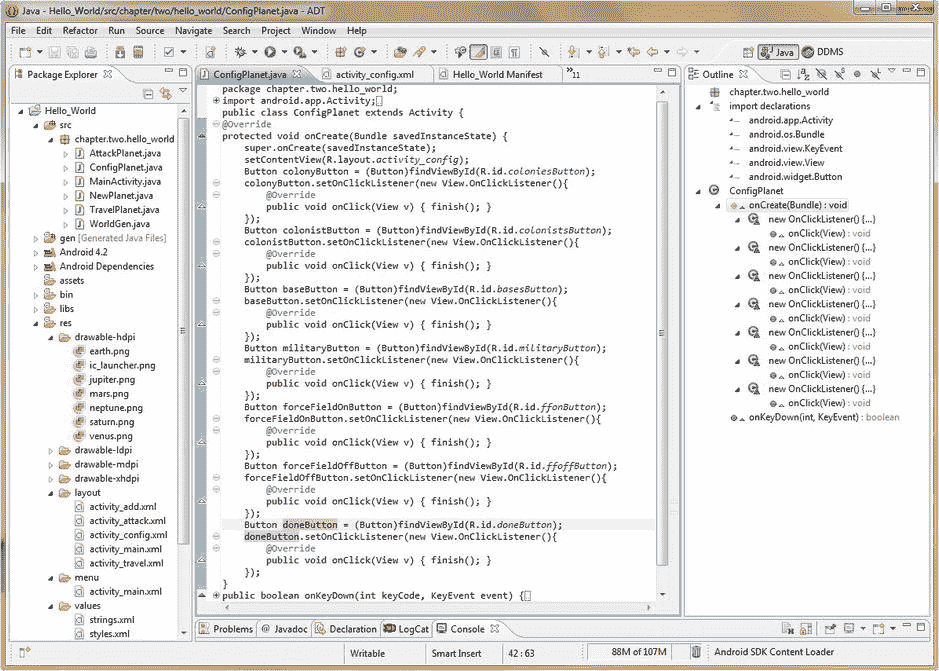 Java - Hello_World/src/chapter/two/hello_world/ConfigPlanet.java - ADT
File Edit Refactor Run Source Navigate Search Project Window Help
Java DDMS
Package Explorer
Hello_World
src
chapter.two.hello_world
AttackPlanet.java
ConfigPlanet.java
MainActivity.java
NewPlanet.java
TravelPlanet.java
WorldGen.java
gen [Generated Java Files]
Android 4.2
Android Dependencies
assets
bin
libs
res
drawable-hdpi
earth.png
ic_launcher.png
jupiter.png
mars.png
neptune.png
saturn.png
venus.png
drawable-ldpi
drawable-mdpi
drawable-xhdpi
layout
activity_add.xml
activity_attack.xml
activity_config.xml
activity_main.xml
activity_travel.xml
menu
activity_main.xml
values
strings.xml
styles.xml
ConfigPlanet.java activity_config.xml Hello_World Manifest »11
package chapter.two.hello_world;
import android.app.Activity;
public class ConfigPlanet extends Activity {
@Override
protected void onCreate(Bundle savedInstanceState) {
super.onCreate(savedInstanceState);
setContentView(R.layout.activity_config);
Button colonyButton = (Button)findViewById(R.id.coloniesButton);
colonyButton.setOnClickListener(new View.OnClickListener(){
@Override
public void onClick(View v) { finish(); }
});
Button colonistButton = (Button)findViewById(R.id.colonistsButton);
colonistButton.setOnClickListener(new View.OnClickListener(){
@Override
public void onClick(View v) { finish(); }
});
Button baseButton = (Button)findViewById(R.id.basesButton);
baseButton.setOnClickListener(new View.OnClickListener(){
@Override
public void onClick(View v) { finish(); }
});
Button militaryButton = (Button)findViewById(R.id.militaryButton);
militaryButton.setOnClickListener(new View.OnClickListener(){
@Override
public void onClick(View v) { finish(); }
});
Button forceFieldOnButton = (Button)findViewById(R.id.ffonButton);
forceFieldOnButton.setOnClickListener(new View.OnClickListener(){
@Override
public void onClick(View v) { finish(); }
});
Button forceFieldOffButton = (Button)findViewById(R.id.ffoffButton);
forceFieldOffButton.setOnClickListener(new View.OnClickListener(){
@Override
public void onClick(View v) { finish(); }
});
Button doneButton = (Button)findViewById(R.id.doneButton);
doneButton.setOnClickListener(new View.OnClickListener(){
@Override
public void onClick(View v) { finish(); }
});
}
public boolean onKeyDown(int keyCode, KeyEvent event) {
Outline
chapter.two.hello_world
import declarations
android.app.Activity
android.os.Bundle
android.view.KeyEvent
android.view.View
android.widget.Button
ConfigPlanet
onCreate(Bundle) : void
new OnClickListener() {...}
onClick(View) : void
new OnClickListener() {...}
onClick(View) : void
new OnClickListener() {...}
onClick(View) : void
new OnClickListener() {...}
onClick(View) : void
new OnClickListener() {...}
onClick(View) : void
new OnClickListener() {...}
onClick(View) : void
new OnClickListener() {...}
onClick(View) : void
onKeyDown(int, KeyEvent) : boolean
Problems Javadoc Declaration LogCat Console
Writable Smart Insert 42 : 63 88M of 107M Android SDK Content Loader